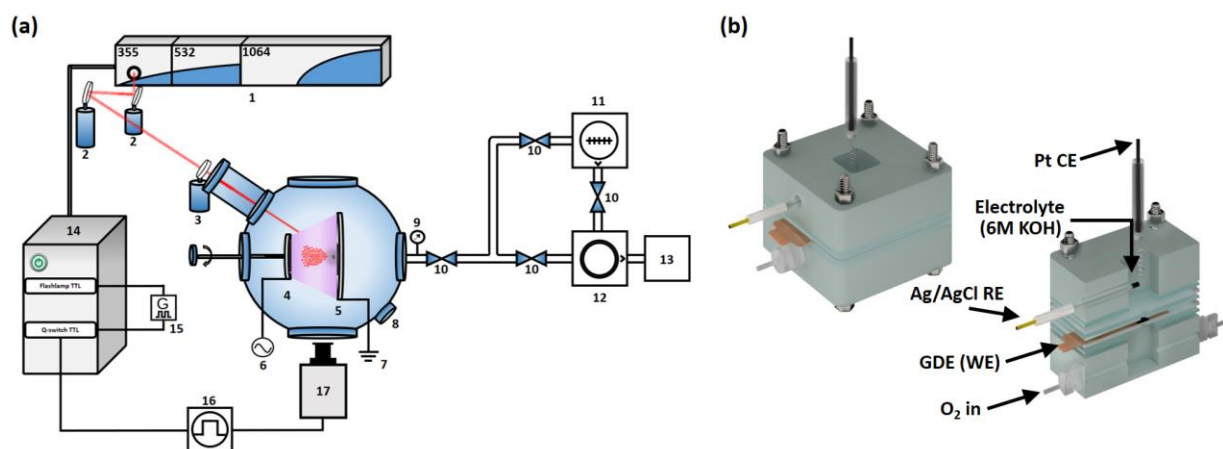 (a)
355
532
1064
1
2
2
3
4
5
6
7
8
9
10
10
10
10
11
12
13
14
Flashlamp TTL
Q-switch TTL
G
15
16
17
(b)
Pt CE
Electrolyte
(6M KOH)
Ag/AgCl RE
GDE (WE)
O₂ in